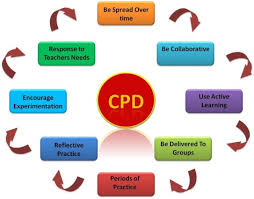 Be Spread Over
time
Response to
Teachers Needs
Be Collaborative
Encourage
Experimentation
CPD
Use Active
Learning
Reflective
Practice
Be Delivered To
Groups
Periods of
Practice